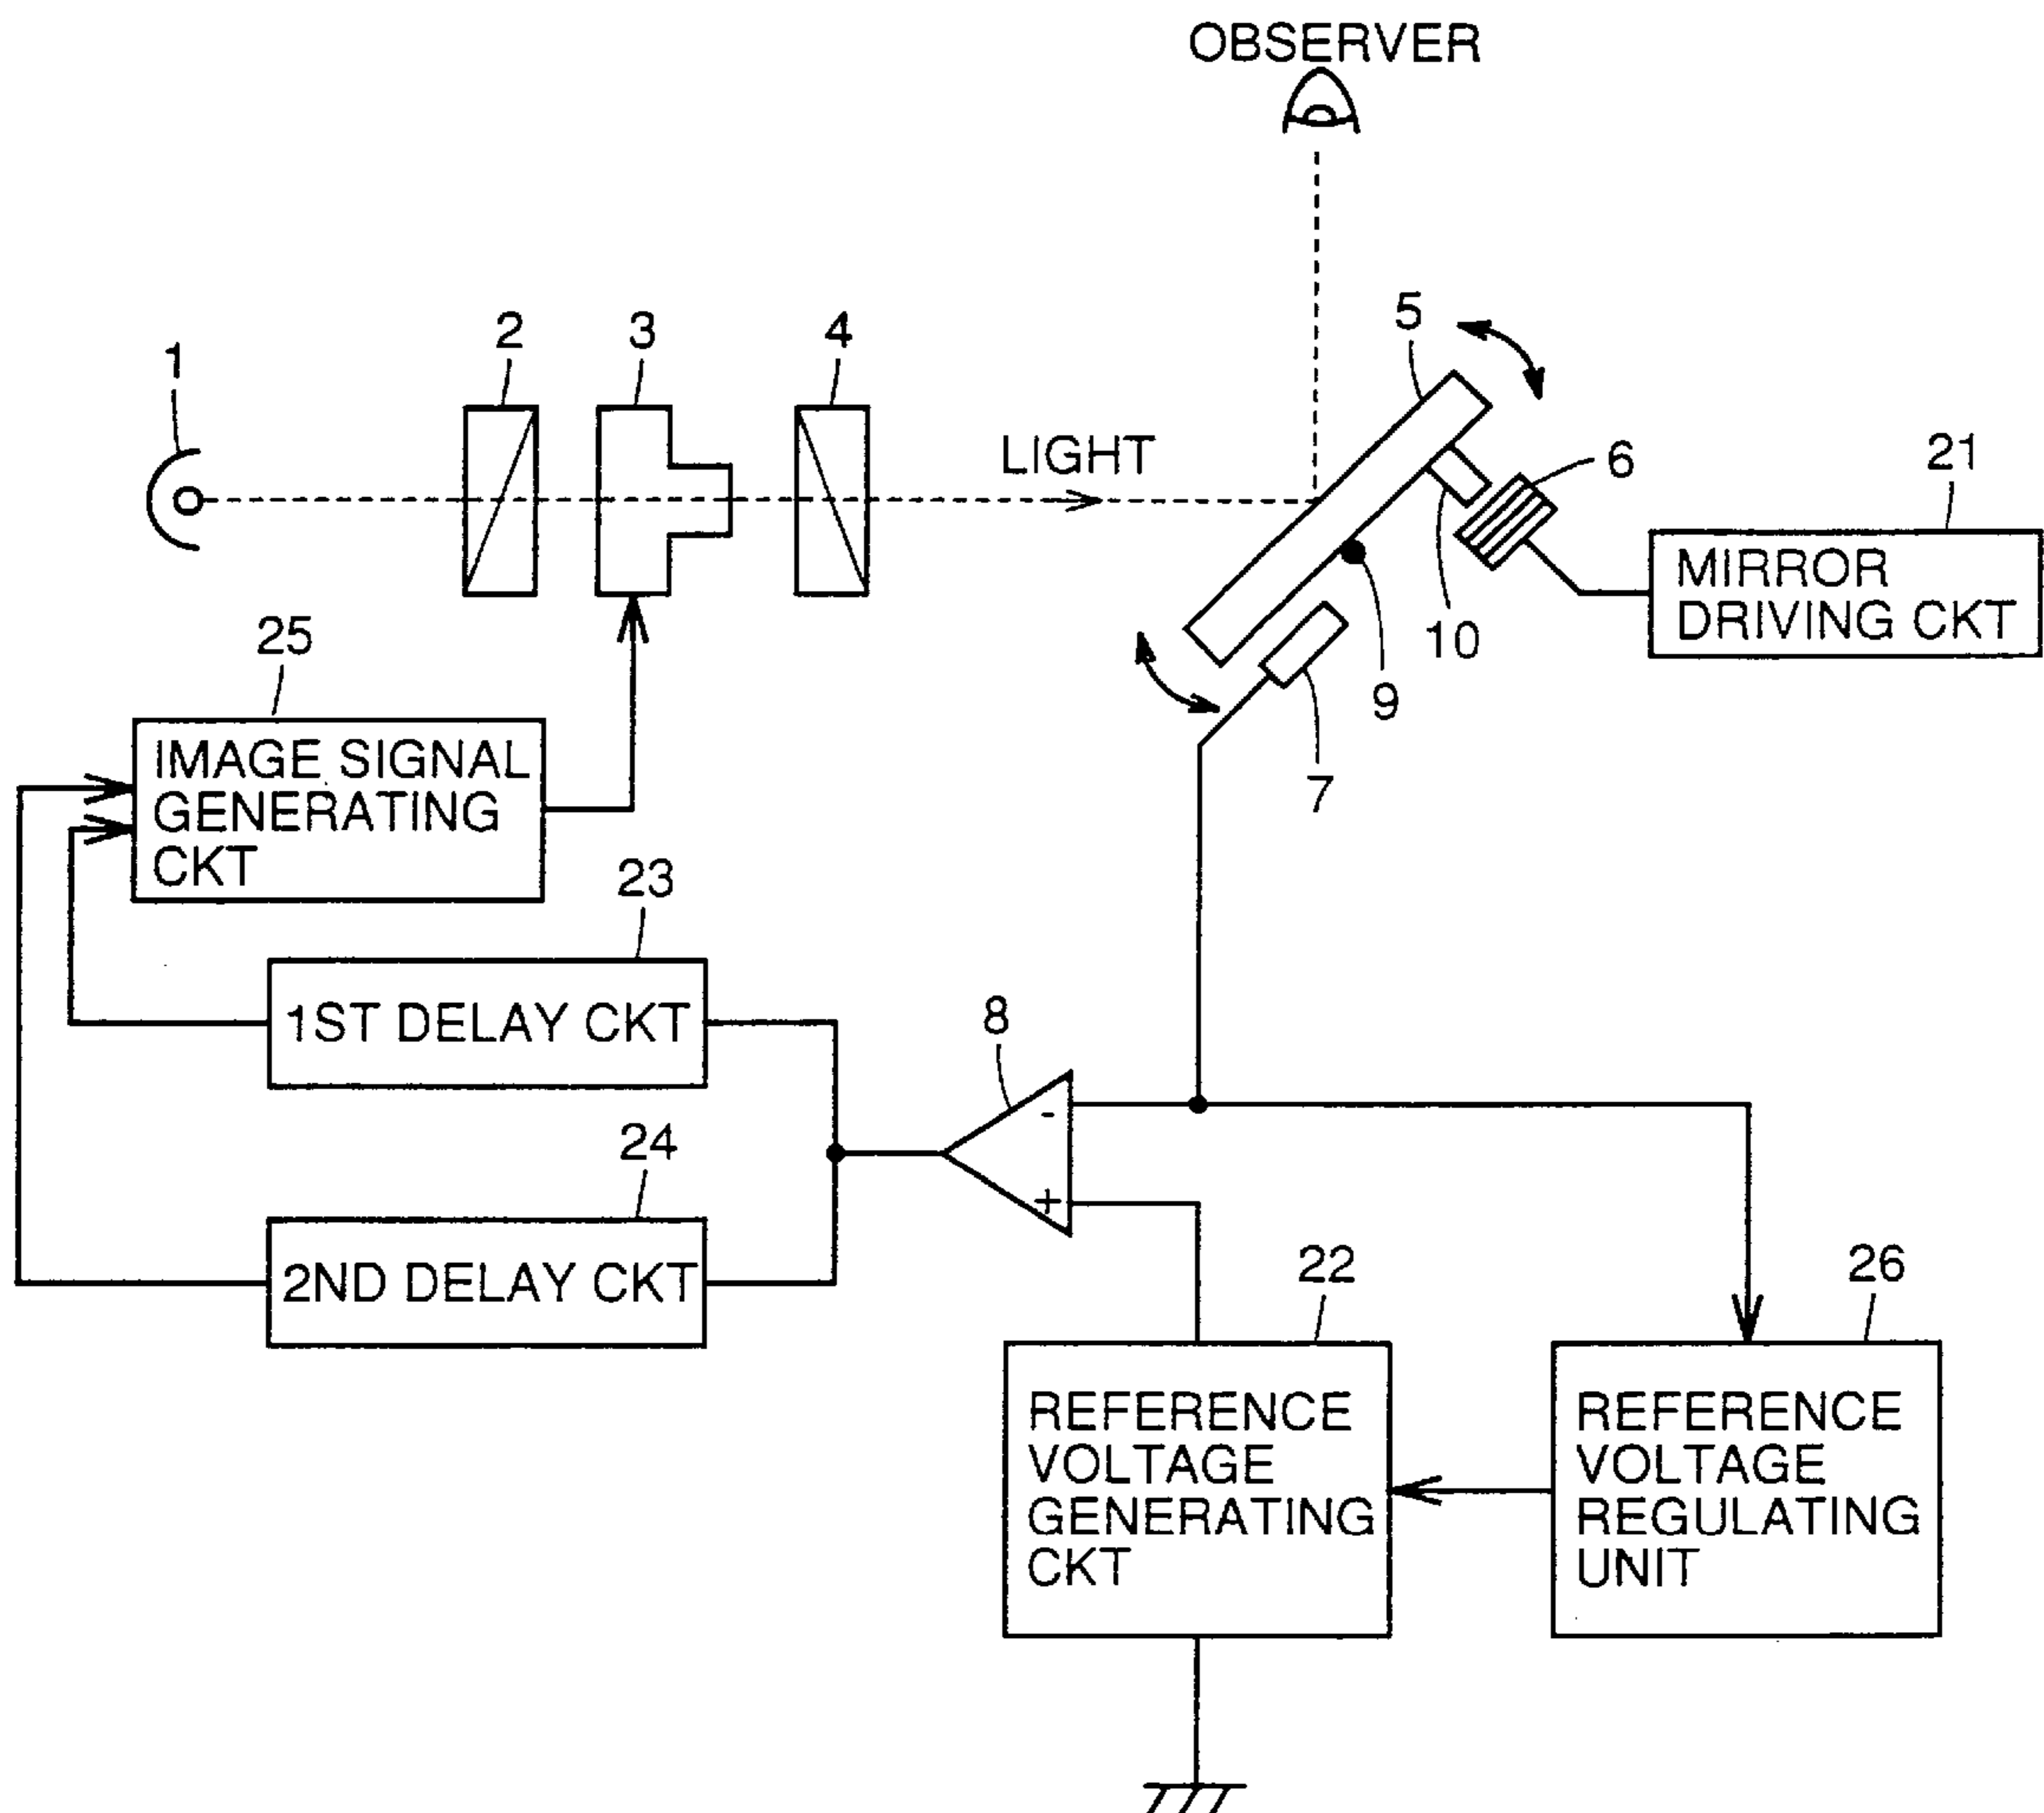 OBSERVER
1
2
3
4
5
LIGHT
6
21
MIRROR
DRIVING CKT
10
9
7
25
IMAGE SIGNAL
GENERATING
CKT
23
1ST DELAY CKT
8
-
+
24
2ND DELAY CKT
22
REFERENCE
VOLTAGE
GENERATING
CKT
26
REFERENCE
VOLTAGE
REGULATING
UNIT